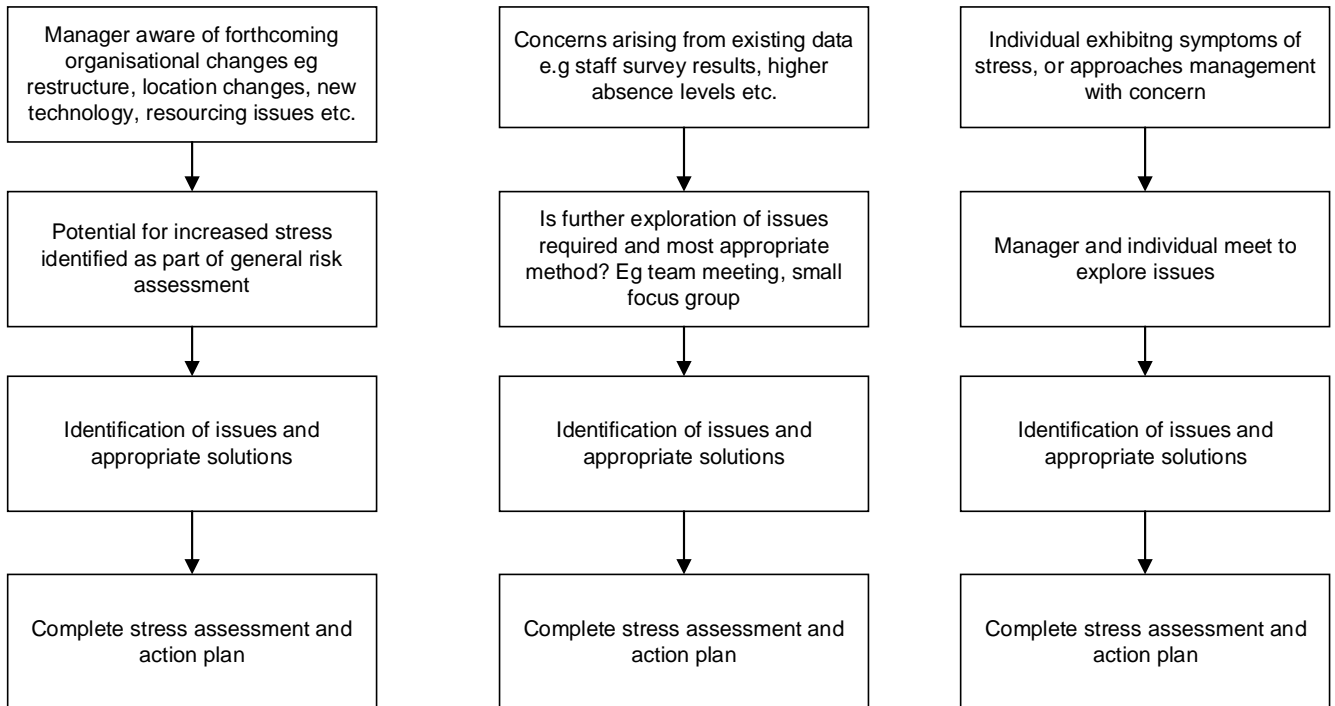 Manager aware of forthcoming
organisational changes eg
restructure, location changes, new
technology, resourcing issues etc.
Potential for increased stress
identified as part of general risk
assessment
Identification of issues and
appropriate solutions
Complete stress assessment and
action plan
Concerns arising from existing data
e.g staff survey results, higher
absence levels etc.
Is further exploration of issues
required and most appropriate
method? Eg team meeting, small
focus group
Identification of issues and
appropriate solutions
Complete stress assessment and
action plan
Individual exhibitng symptoms of
stress, or approaches management
with concern
Manager and individual meet to
explore issues
Identification of issues and
appropriate solutions
Complete stress assessment and
action plan